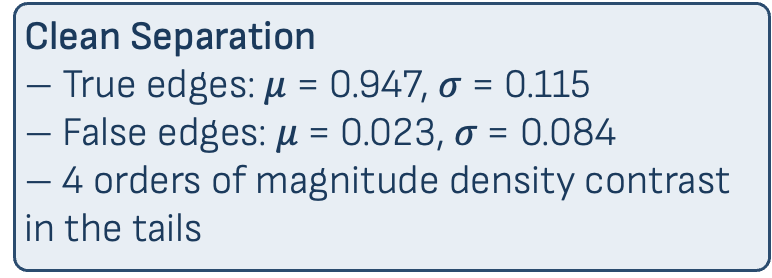 Clean Separation
– True edges: μ = 0.947, σ = 0.115
– False edges: μ = 0.023, σ = 0.084
– 4 orders of magnitude density contrast
in the tails